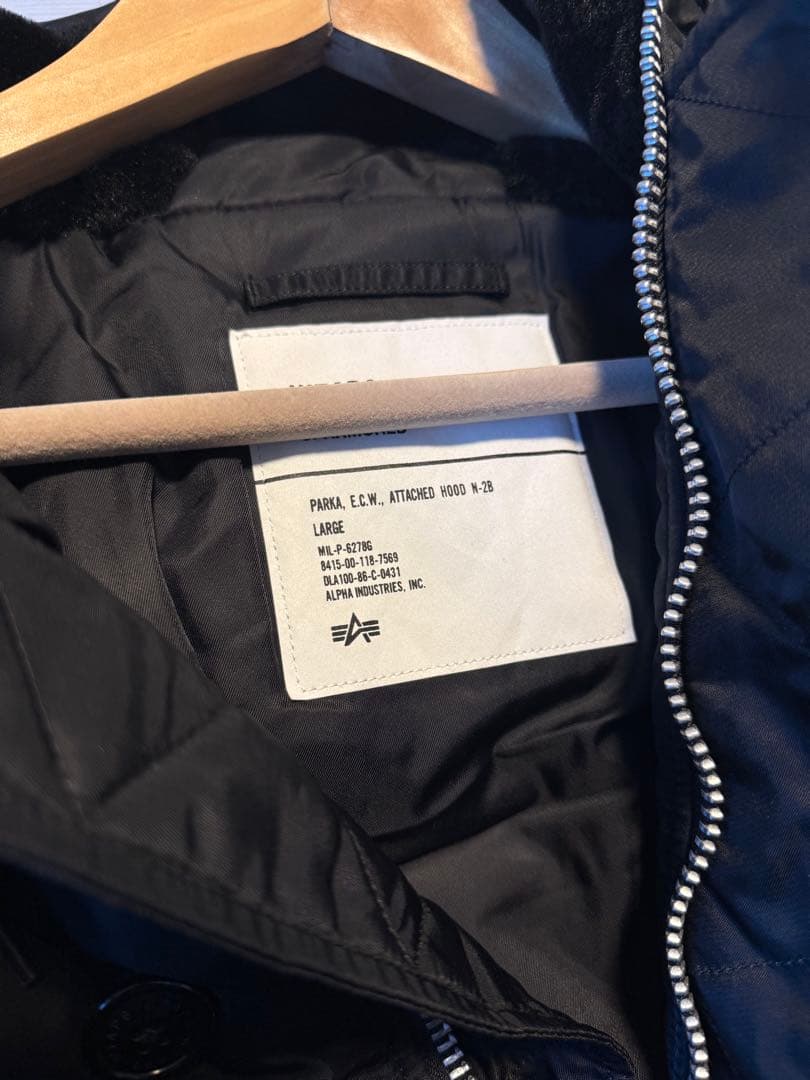 PARKA, E.C.W., ATTACHED HOOD N-2B
LARGE
MIL-P-6278G
8415-00-118-7569
DLA100-86-C-0431
ALPHA INDUSTRIES, INC.